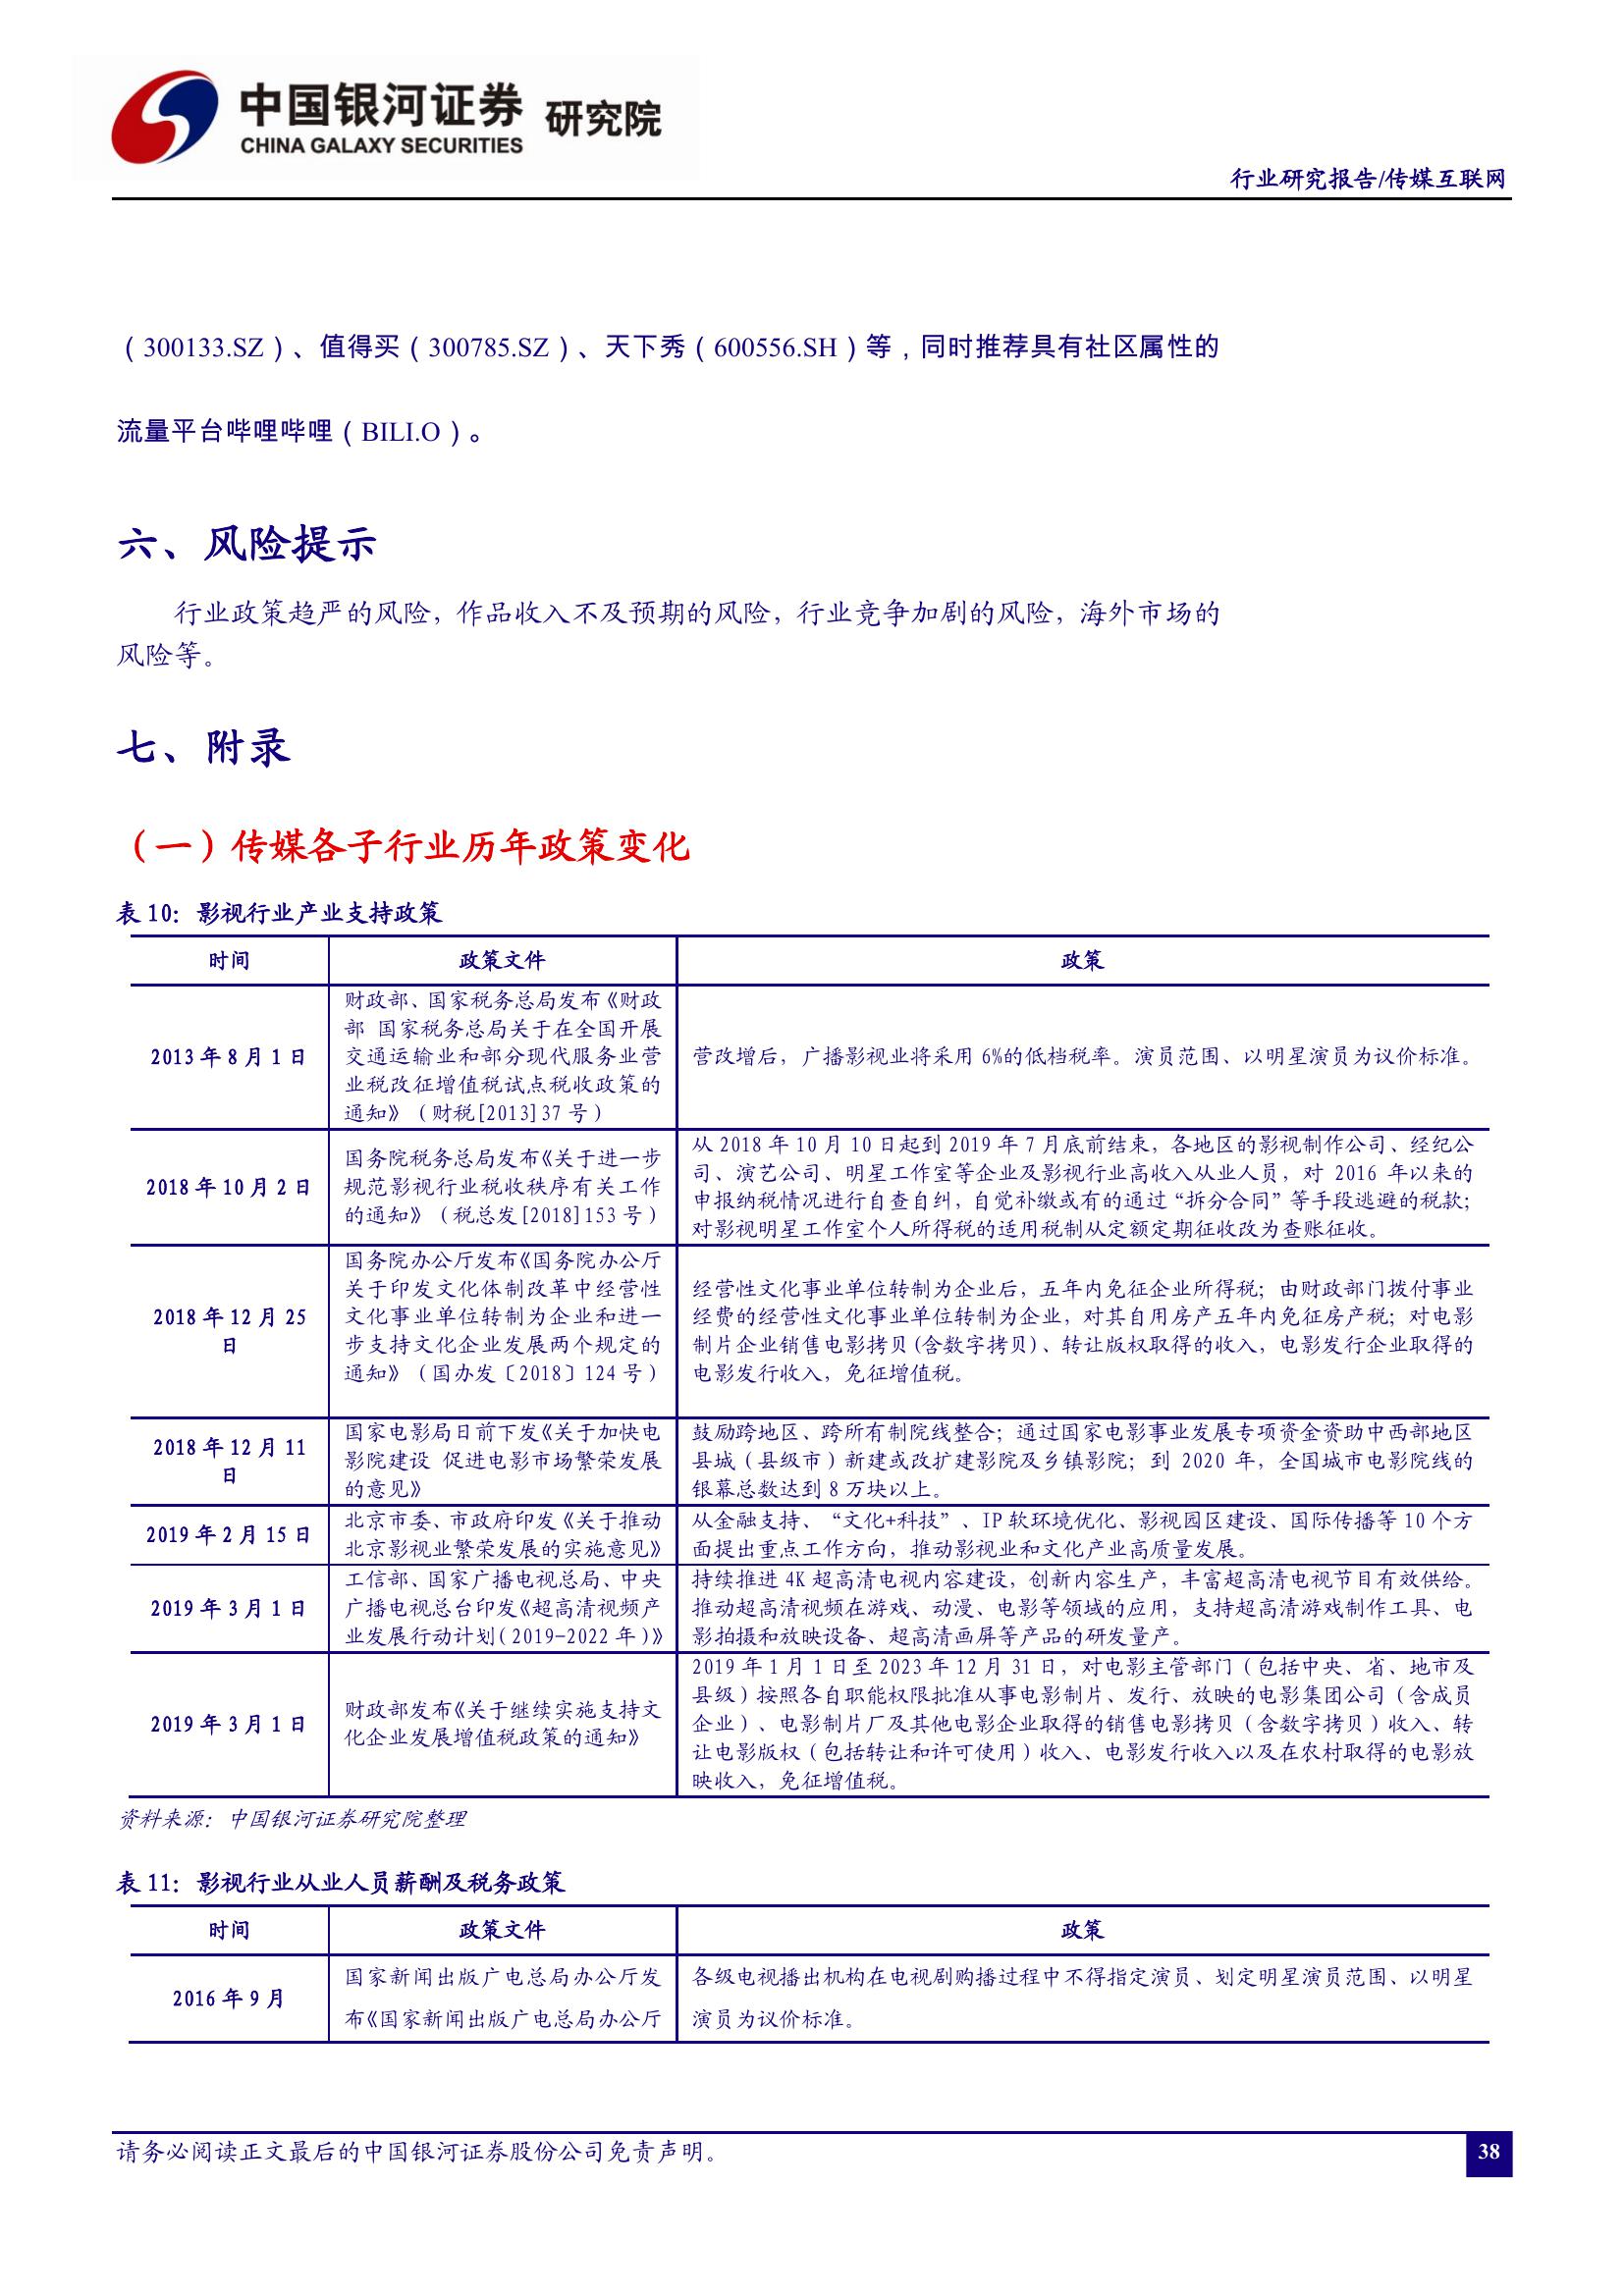 中国银河证券 研究院
CHINA GALAXY SECURITIES
行业研究报告/传媒互联网
（300133.SZ）、值得买（300785.SZ）、天下秀（600556.SH）等，同时推荐具有社区属性的
流量平台哔哩哔哩（BILI.O）。
六、风险提示
行业政策趋严的风险，作品收入不及预期的风险，行业竞争加剧的风险，海外市场的
风险等。
七、附录
（一）传媒各子行业历年政策变化
表 10：影视行业产业支持政策
时间 政策文件 政策
2013 年 8 月 1 日
财政部、国家税务总局发布《财政
部 国家税务总局关于在全国开展
交通运输业和部分现代服务业营
业税改征增值税试点税收政策的
通知》（财税[2013]37 号）
营改增后，广播影视业将采用 6%的低档税率。演员范围、以明星演员为议价标准。
2018 年 10 月 2 日
国务院税务总局发布《关于进一步
规范影视行业税收秩序有关工作
的通知》（税总发[2018]153 号）
从 2018 年 10 月 10 日起到 2019 年 7 月底前结束，各地区的影视制作公司、经纪公
司、演艺公司、明星工作室等企业及影视行业高收入从业人员，对 2016 年以来的
申报纳税情况进行自查自纠，自觉补缴或有的通过“拆分合同”等手段逃避的税款；
对影视明星工作室个人所得税的适用税制从定额定期征收改为查账征收。
2018 年 12 月 25
日
国务院办公厅发布《国务院办公厅
关于印发文化体制改革中经营性
文化事业单位转制为企业和进一
步支持文化企业发展两个规定的
通知》（国办发〔2018〕124 号）
经营性文化事业单位转制为企业后，五年内免征企业所得税；由财政部门拨付事业
经费的经营性文化事业单位转制为企业，对其自用房产五年内免征房产税；对电影
制片企业销售电影拷贝(含数字拷贝)、转让版权取得的收入，电影发行企业取得的
电影发行收入，免征增值税。
2018 年 12 月 11
日
国家电影局日前下发《关于加快电
影院建设 促进电影市场繁荣发展
的意见》
鼓励跨地区、跨所有制院线整合；通过国家电影事业发展专项资金资助中西部地区
县城（县级市）新建或改扩建影院及乡镇影院；到 2020 年，全国城市电影院线的
银幕总数达到 8 万块以上。
2019 年 2 月 15 日
北京市委、市政府印发《关于推动
北京影视业繁荣发展的实施意见》
从金融支持、“文化+科技”、IP 软环境优化、影视园区建设、国际传播等 10 个方
面提出重点工作方向，推动影视业和文化产业高质量发展。
2019 年 3 月 1 日
工信部、国家广播电视总局、中央
广播电视总台印发《超高清视频产
业发展行动计划(2019-2022 年)》
持续推进 4K 超高清电视内容建设，创新内容生产，丰富超高清电视节目有效供给。
推动超高清视频在游戏、动漫、电影等领域的应用，支持超高清游戏制作工具、电
影拍摄和放映设备、超高清画屏等产品的研发量产。
2019 年 3 月 1 日
财政部发布《关于继续实施支持文
化企业发展增值税政策的通知》
2019 年 1 月 1 日至 2023 年 12 月 31 日，对电影主管部门（包括中央、省、地市及
县级）按照各自职能权限批准从事电影制片、发行、放映的电影集团公司（含成员
企业）、电影制片厂及其他电影企业取得的销售电影拷贝（含数字拷贝）收入、转
让电影版权（包括转让和许可使用）收入、电影发行收入以及在农村取得的电影放
映收入，免征增值税。
资料来源：中国银河证券研究院整理
表 11：影视行业从业人员薪酬及税务政策
时间 政策文件 政策
2016 年 9 月
国家新闻出版广电总局办公厅发
布《国家新闻出版广电总局办公厅
各级电视播出机构在电视剧购播过程中不得指定演员、划定明星演员范围、以明星
演员为议价标准。
请务必阅读正文最后的中国银河证券股份公司免责声明。
38